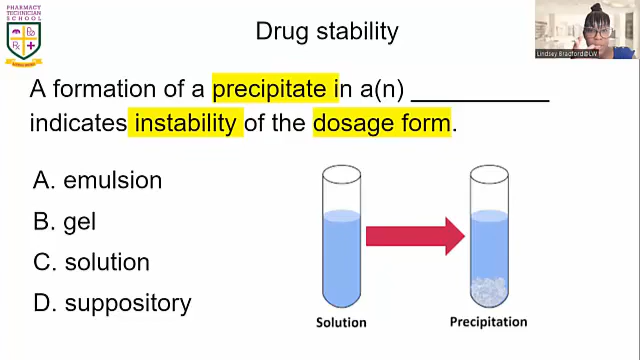 PHARMACY TECHNICIAN
SCHOOL
Drug stability
Lindsey Bradford@LW
A formation of a precipitate in a(n) __________
indicates instability of the dosage form.
A. emulsion
B. gel
C. solution
D. suppository
Solution
Precipitation